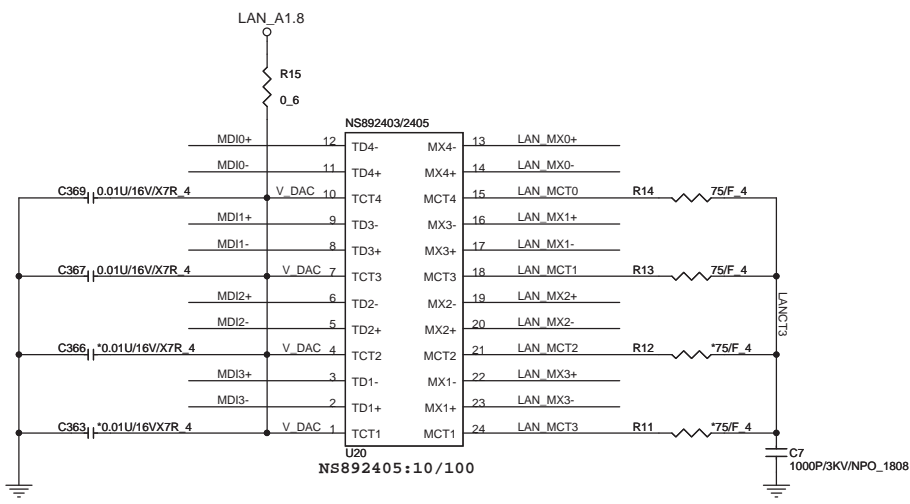 LAN_A1.8
R15
0_6
NS892403/2405
MDI0+ 12 TD4- MX4- 13 LAN_MX0+
MDI0- 11 TD4+ MX4+ 14 LAN_MX0-
C369 0.01U/16V/X7R_4 V_DAC 10 TCT4 MCT4 15 LAN_MCT0 R14 75/F_4
MDI1+ 9 TD3- MX3- 16 LAN_MX1+
MDI1- 8 TD3+ MX3+ 17 LAN_MX1-
C367 0.01U/16V/X7R_4 V_DAC 7 TCT3 MCT3 18 LAN_MCT1 R13 75/F_4
MDI2+ 6 TD2- MX2- 19 LAN_MX2+
LANCT3
MDI2- 5 TD2+ MX2+ 20 LAN_MX2-
C366 *0.01U/16V/X7R_4 V_DAC 4 TCT2 MCT2 21 LAN_MCT2 R12 *75/F_4
MDI3+ 3 TD1- MX1- 22 LAN_MX3+
MDI3- 2 TD1+ MX1+ 23 LAN_MX3-
C363 *0.01U/16VX7R_4 V_DAC 1 TCT1 MCT1 24 LAN_MCT3 R11 *75/F_4
U20
NS892405:10/100
C7
1000P/3KV/NPO_1808